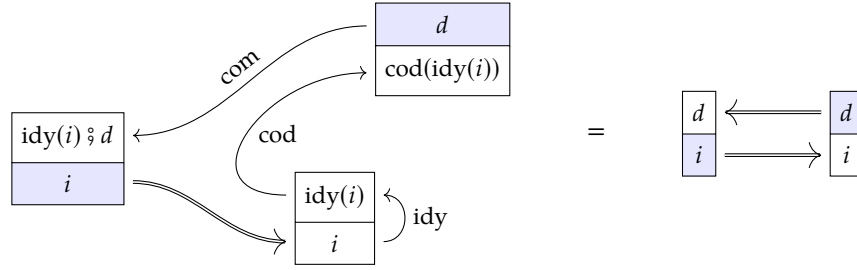 d
cod(idy(i))
com
idy(i) ⨟ d
i
cod
idy(i)
i
idy
=
d
i
d
i